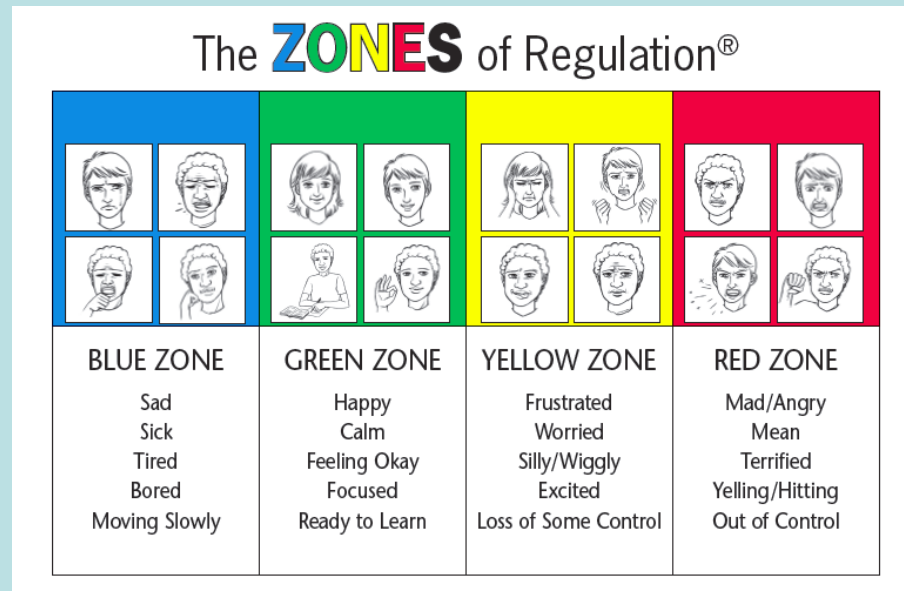 The ZONES of Regulation®
BLUE ZONE
Sad
Sick
Tired
Bored
Moving Slowly
GREEN ZONE
Happy
Calm
Feeling Okay
Focused
Ready to Learn
YELLOW ZONE
Frustrated
Worried
Silly/Wiggly
Excited
Loss of Some Control
RED ZONE
Mad/Angry
Mean
Terrified
Yelling/Hitting
Out of Control